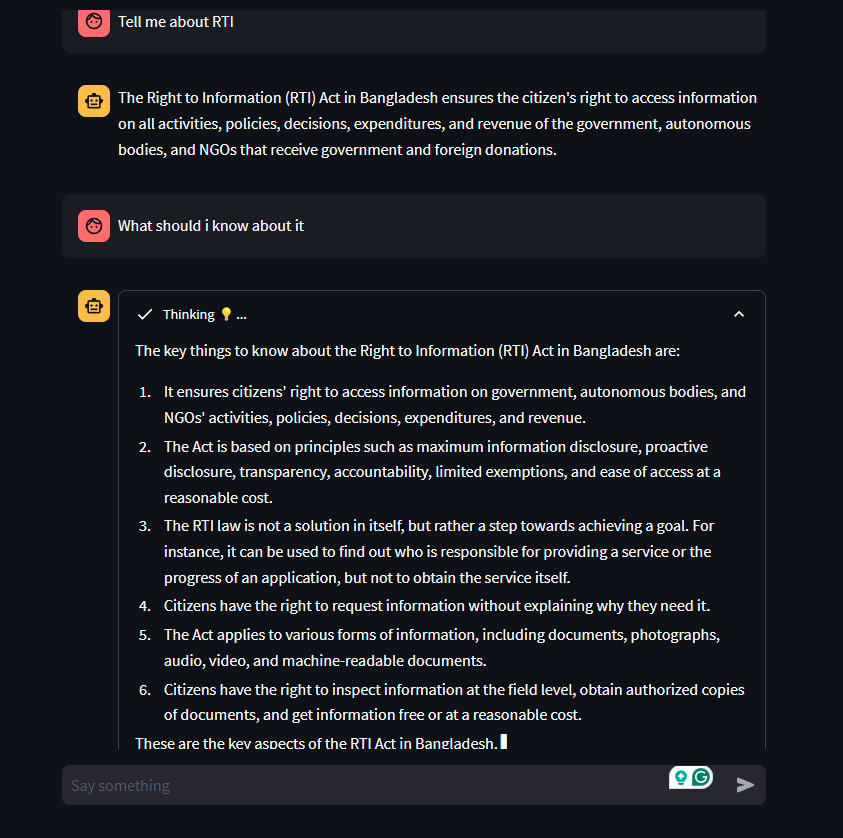 Tell me about RTI
The Right to Information (RTI) Act in Bangladesh ensures the citizen's right to access information
on all activities, policies, decisions, expenditures, and revenue of the government, autonomous
bodies, and NGOs that receive government and foreign donations.
What should i know about it
Thinking 💡 ...
The key things to know about the Right to Information (RTI) Act in Bangladesh are:
1. It ensures citizens' right to access information on government, autonomous bodies, and
NGOs' activities, policies, decisions, expenditures, and revenue.
2. The Act is based on principles such as maximum information disclosure, proactive
disclosure, transparency, accountability, limited exemptions, and ease of access at a
reasonable cost.
3. The RTI law is not a solution in itself, but rather a step towards achieving a goal. For
instance, it can be used to find out who is responsible for providing a service or the
progress of an application, but not to obtain the service itself.
4. Citizens have the right to request information without explaining why they need it.
5. The Act applies to various forms of information, including documents, photographs,
audio, video, and machine-readable documents.
6. Citizens have the right to inspect information at the field level, obtain authorized copies
of documents, and get information free or at a reasonable cost.
These are the key aspects of the RTI Act in Bangladesh.
Say something